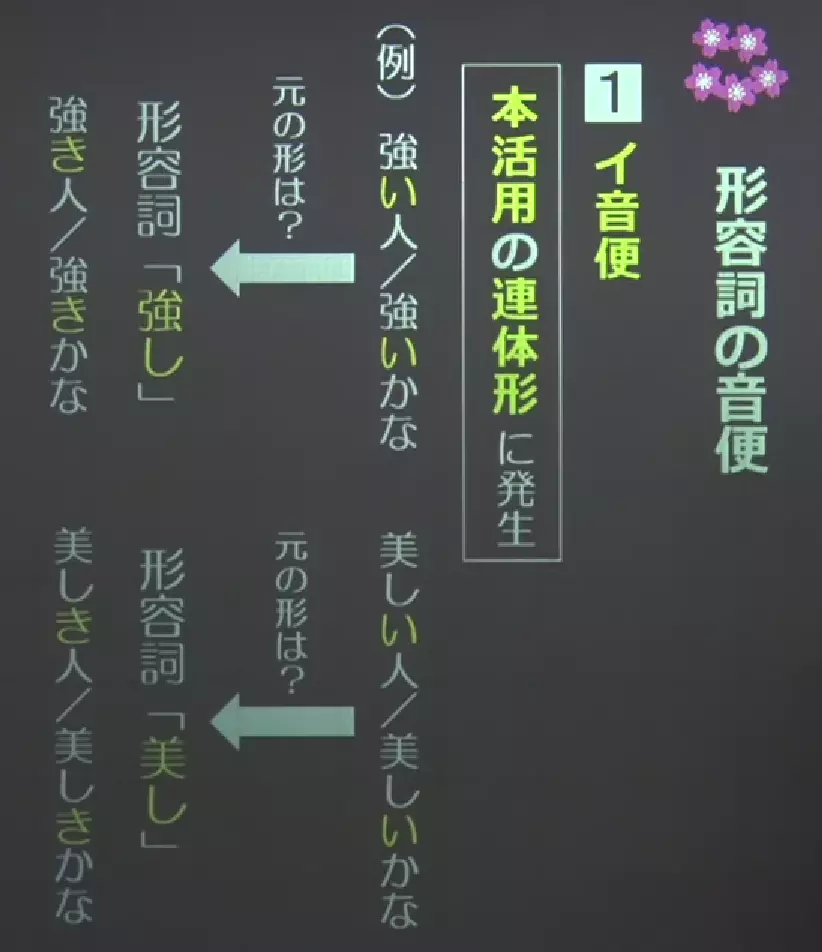 形容詞の音便
1 イ音便
本活用の連体形に発生
(例) 強い人/強いかな
美しい人/美しいかな
元の形は?
元の形は?
形容詞「強し」
形容詞「美し」
強き人/強きかな
美しき人/美しきかな